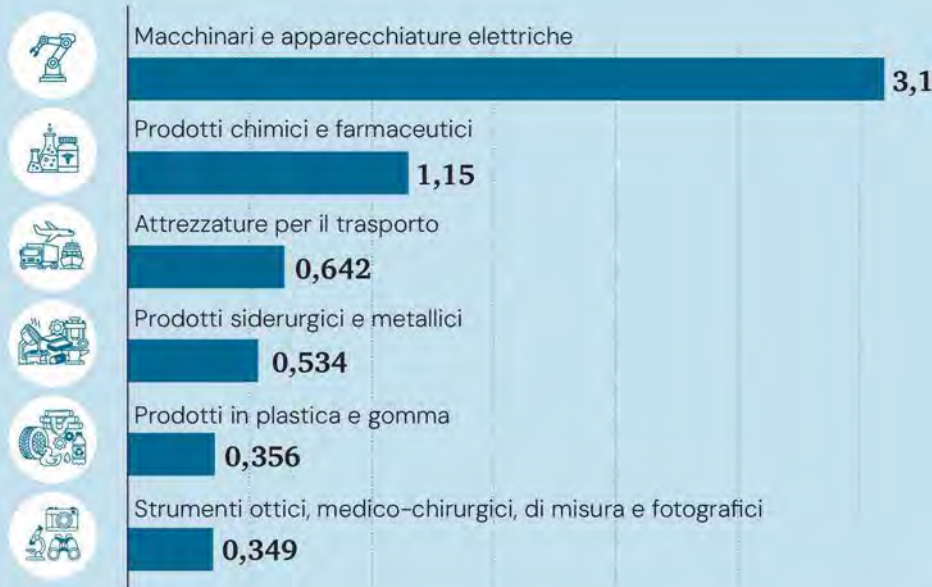 Macchinari e apparecchiature elettriche
3,1
Prodotti chimici e farmaceutici
1,15
Attrezzature per il trasporto
0,642
Prodotti siderurgici e metallici
0,534
Prodotti in plastica e gomma
0,356
Strumenti ottici, medico-chirurgici, di misura e fotografici
0,349